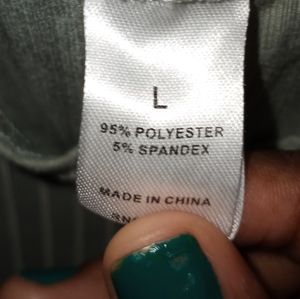 L
95% POLYESTER
5% SPANDEX
MADE IN CHINA